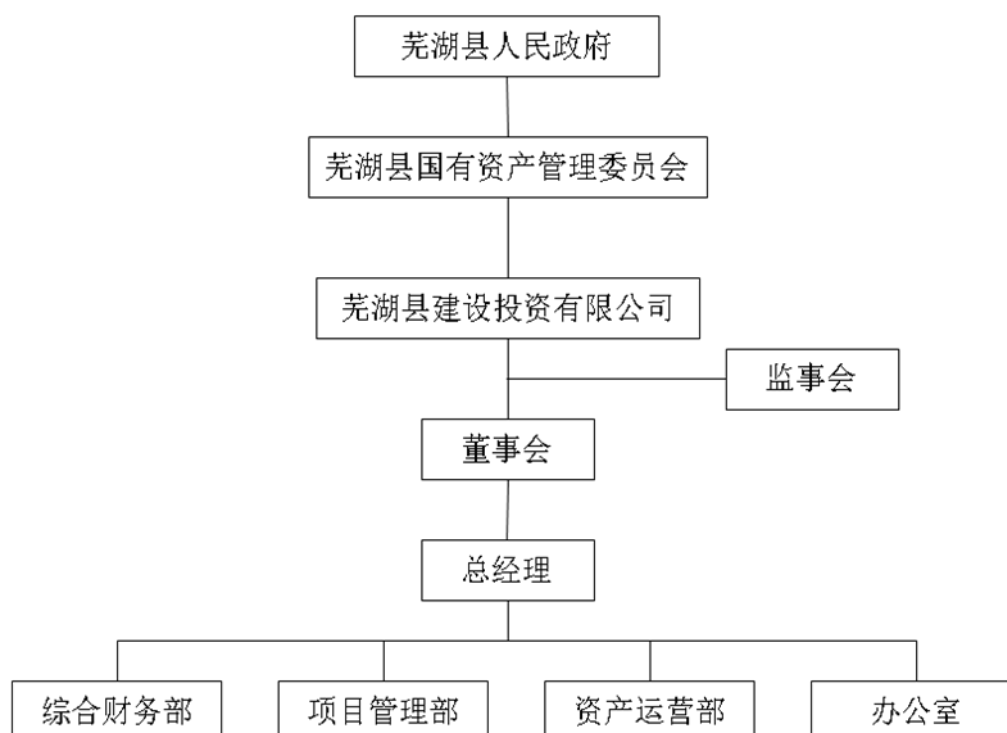 芜湖县人民政府
芜湖县国有资产管理委员会
芜湖县建设投资有限公司
监事会
董事会
总经理
综合财务部
项目管理部
资产运营部
办公室